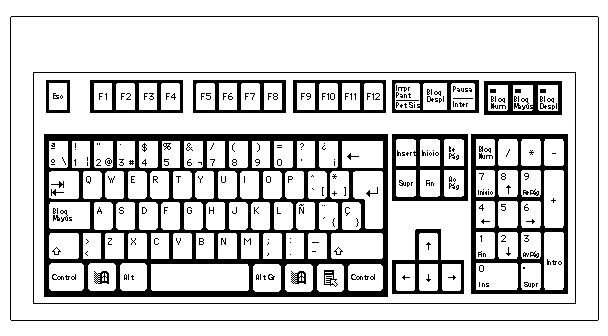 Esc F1 F2 F3 F4 F5 F6 F7 F8 F9 F10 F11 F12 Impr Pant PetSis Bloq Despl Pausa Inter Bloq Num Bloq Mayús Bloq Despl
ª º \ ! 1 | " 2 @ · 3 # $ 4 % 5 & 6 ¬ / 7 ( 8 ) 9 = 0 ? ' ¿ ¡ ← Insert Inicio Re Pág Bloq Num / * -
Q W E R T Y U I O P ^ ` [ * + ] Supr Fin Av Pág 7 Inicio 8 ↑ 9 RePág +
Bloq Mayús A S D F G H J K L Ñ ¨ ´ { Ç } 4 ← 5 6 →
> < Z X C V B N M ; , : . _ - ↑ 1 Fin 2 ↓ 3 AvPág Intro
Control Alt Alt Gr Control ← ↓ → 0 Ins . Supr